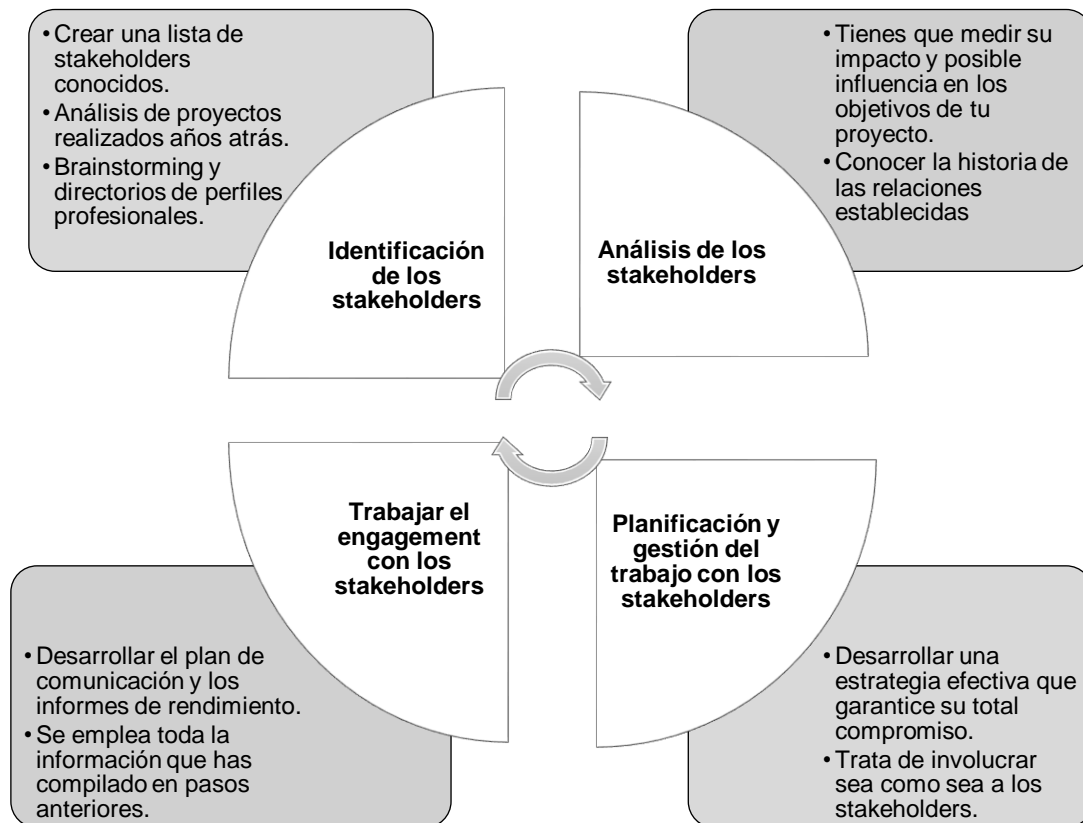 • Crear una lista de
stakeholders
conocidos.
• Análisis de proyectos
realizados años atrás.
• Brainstorming y
directorios de perfiles
profesionales.
Identificación
de los
stakeholders
• Tienes que medir su
impacto y posible
influencia en los
objetivos de tu
proyecto.
• Conocer la historia de
las relaciones
establecidas
Análisis de los
stakeholders
Trabajar el
engagement
con los
stakeholders
• Desarrollar el plan de
comunicación y los
informes de rendimiento.
• Se emplea toda la
información que has
compilado en pasos
anteriores.
Planificación y
gestión del
trabajo con los
stakeholders
• Desarrollar una
estrategia efectiva que
garantice su total
compromiso.
• Trata de involucrar
sea como sea a los
stakeholders.